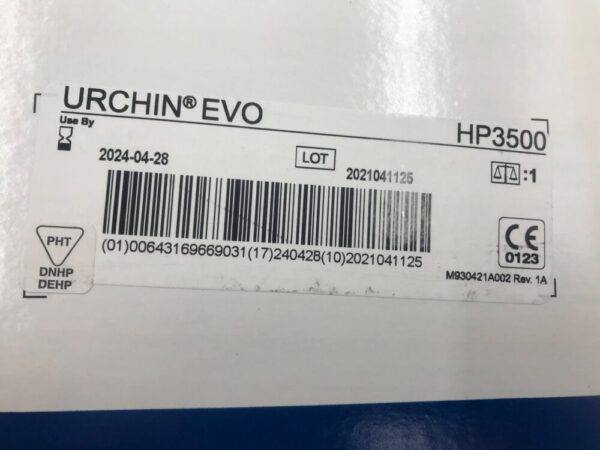 URCHIN® EVO
HP3500
Use By
2024-04-28
LOT
2021041125
:1
(01)00643169669031(17)240428(10)2021041125
PHT
DNHP
DEHP
CE
0123
M930421A002 Rev. 1A